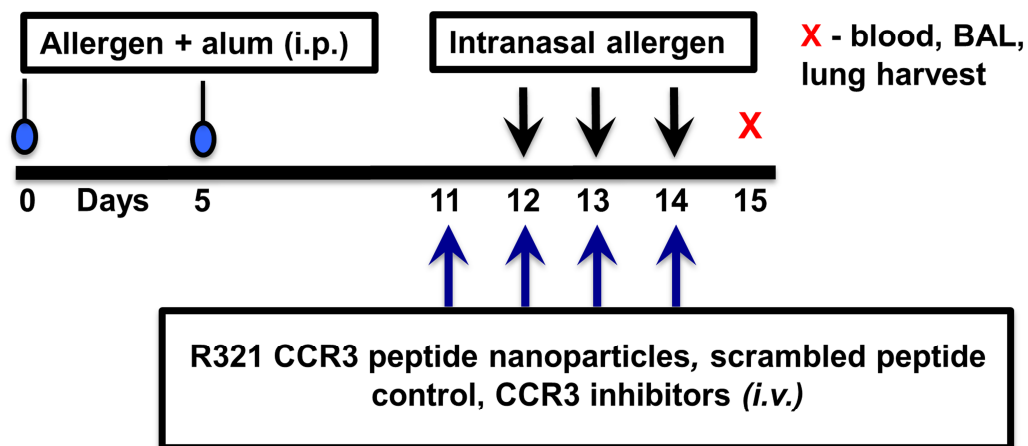 Allergen + alum (i.p.)
Intranasal allergen
X - blood, BAL,
lung harvest
X
0 Days 5 11 12 13 14 15
R321 CCR3 peptide nanoparticles, scrambled peptide
control, CCR3 inhibitors (i.v.)